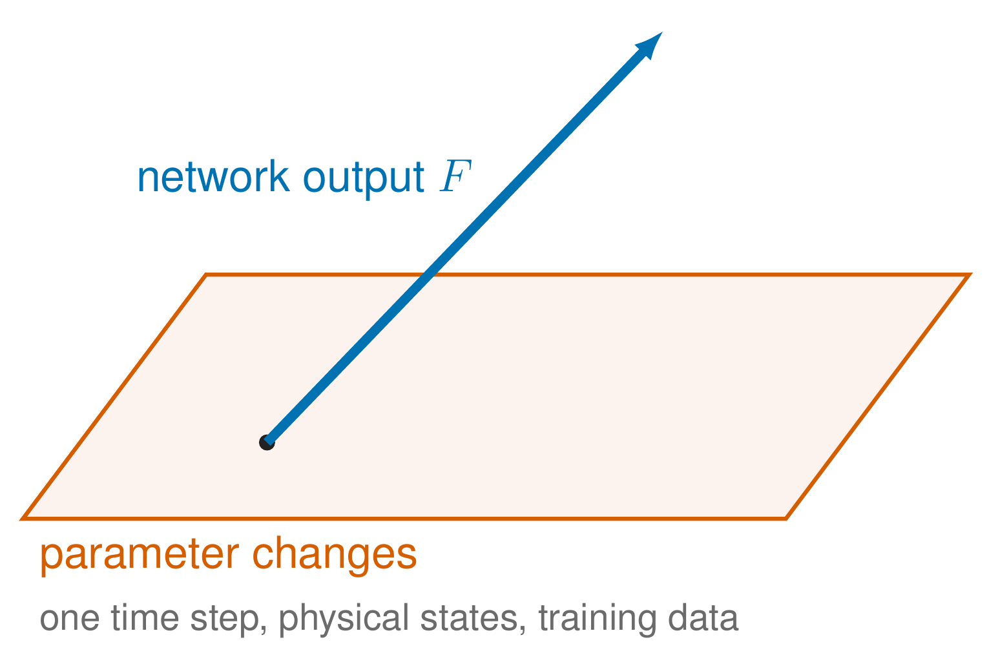 network output F
parameter changes
one time step, physical states, training data